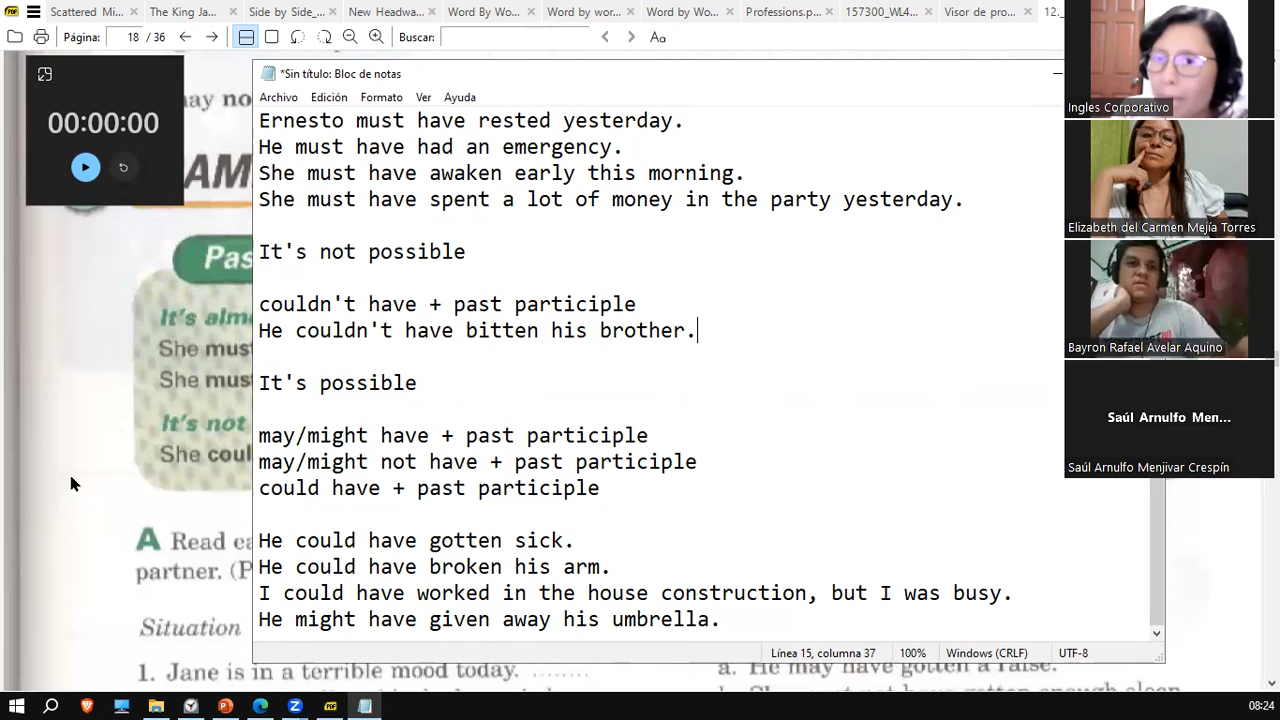 Scattered Mi...
The King Ja...
Side by Side_...
New Headwa...
Word By Wo...
Word by wor...
Word by W...
Professions.p...
157300_WL4...
Visor de pro...
12._
Página:
18 / 36
Buscar:
00:00:00
nay no
AM
Pas
It's alm
She mus
She mus
It's not
She coul
A Read ea
partner. (P
Situation
1. Jane is in a terrible mood today. ........
a. He may have gotten a raise.
*Sin título: Bloc de notas
Archivo Edición Formato Ver Ayuda
Ernesto must have rested yesterday.
He must have had an emergency.
She must have awaken early this morning.
She must have spent a lot of money in the party yesterday.
It's not possible
couldn't have + past participle
He couldn't have bitten his brother.
It's possible
may/might have + past participle
may/might not have + past participle
could have + past participle
He could have gotten sick.
He could have broken his arm.
I could have worked in the house construction, but I was busy.
He might have given away his umbrella.
Línea 15, columna 37
100%
Windows (CRLF)
UTF-8
Ingles Corporativo
Elizabeth del Carmen Mejía Torres
Bayron Rafael Avelar Aquino
Saúl Arnulfo Men...
Saúl Arnulfo Menjivar Crespín
08:24